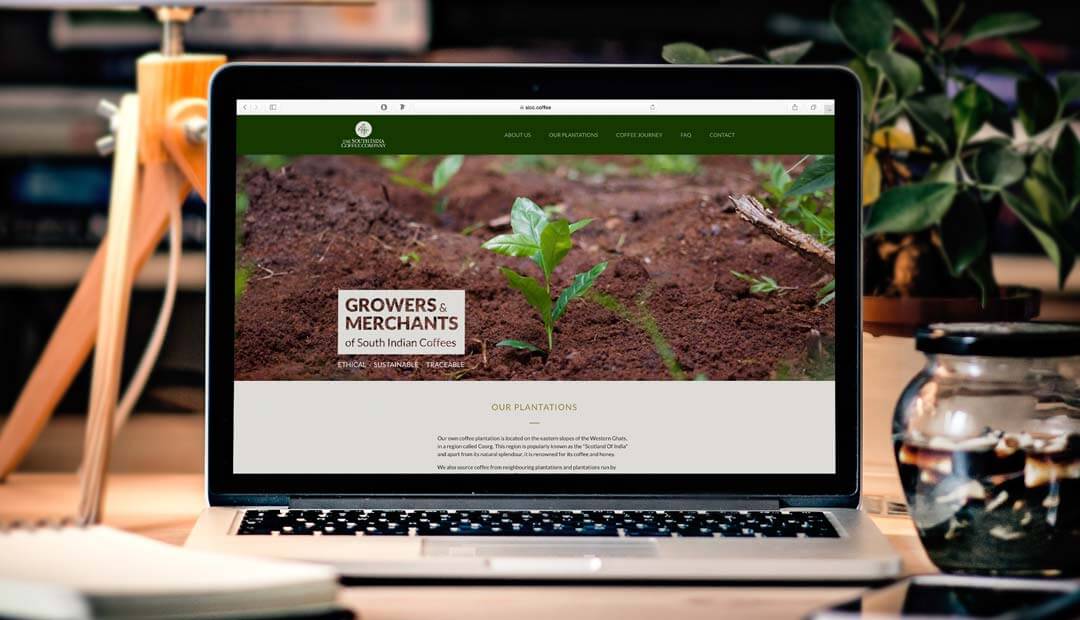 sicc.coffee
THE SOUTH INDIA
COFFEE COMPANY
ABOUT US OUR PLANTATIONS COFFEE JOURNEY FAQ CONTACT
GROWERS &
MERCHANTS
of South Indian Coffees
ETHICAL - SUSTAINABLE - TRACEABLE
OUR PLANTATIONS
Our own coffee plantation is located on the eastern slopes of the Western Ghats,
in a region called Coorg. This region is popularly known as the "Scotland Of India"
and apart from its natural splendour, it is renowned for its coffee and honey.
We also source coffee from neighbouring plantations and plantations run by